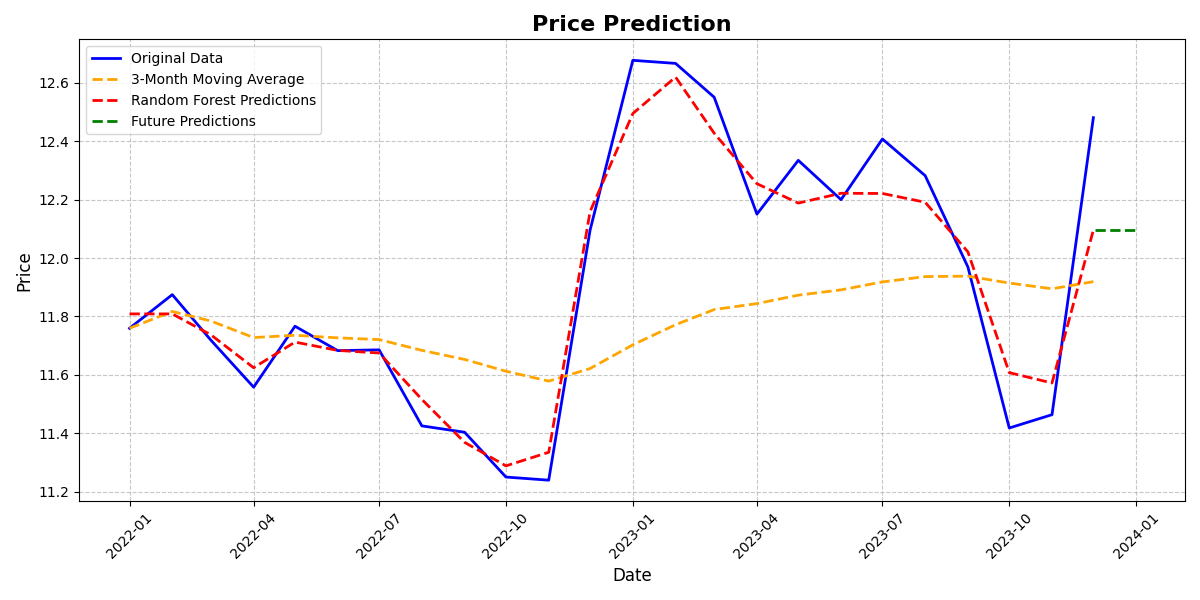 Price Prediction
Original Data
3-Month Moving Average
Random Forest Predictions
Future Predictions
Price
12.6
12.4
12.2
12.0
11.8
11.6
11.4
11.2
2022-01
2022-04
2022-07
2022-10
2023-01
2023-04
2023-07
2023-10
2024-01
Date